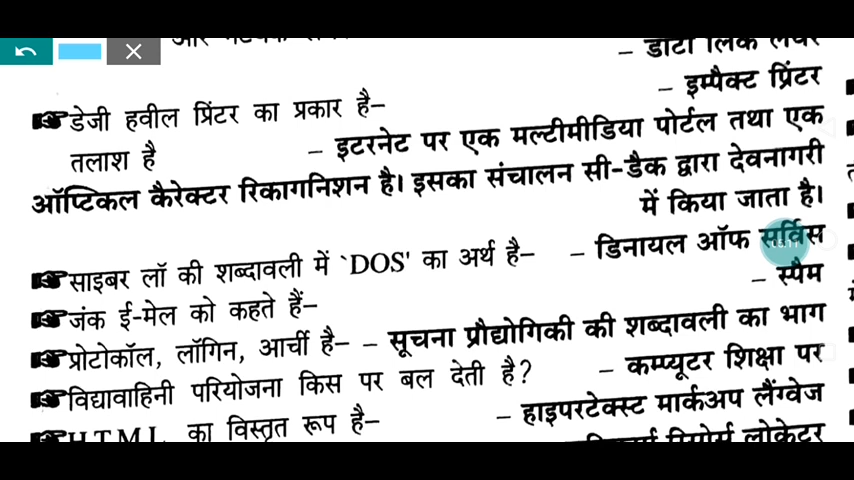 – डाटा लिंक लेयर
– इम्पैक्ट प्रिंटर
डेजी हवील प्रिंटर का प्रकार है–
तलाश है – इटरनेट पर एक मल्टीमीडिया पोर्टल तथा एक
ऑप्टिकल कैरेक्टर रिकागनिशन है। इसका संचालन सी-डैक द्वारा देवनागरी
में किया जाता है।
साइबर लॉ की शब्दावली में `DOS' का अर्थ है– – डिनायल ऑफ सर्विस
जंक ई-मेल को कहते हैं– – स्पैम
प्रोटोकॉल, लॉगिन, आर्ची है– – सूचना प्रौद्योगिकी की शब्दावली का भाग
विद्यावाहिनी परियोजना किस पर बल देती है? – कम्प्यूटर शिक्षा पर
H.T.M.L. का विस्तृत रूप है– – हाइपरटेक्स्ट मार्कअप लैंग्वेज
लोकेटर